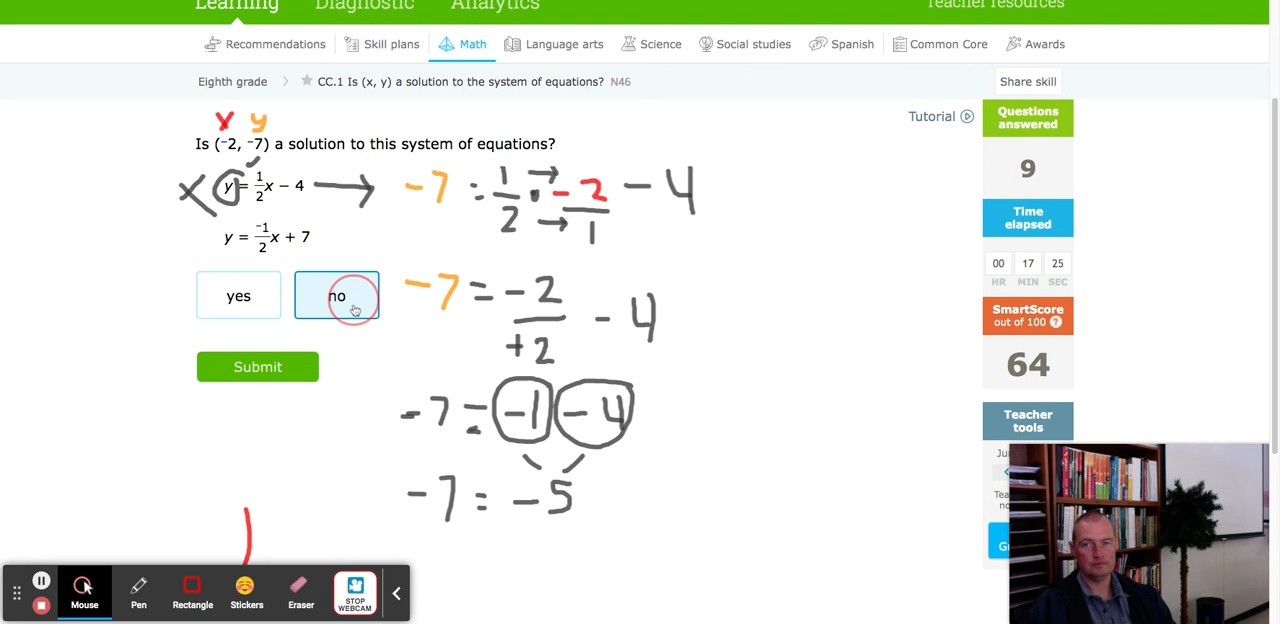 Learning Diagnostic Analytics Teacher resources
Recommendations Skill plans Math Language arts Science Social studies Spanish Common Core Awards
Eighth grade > CC.1 Is (x, y) a solution to the system of equations? N46
Share skill
Tutorial
x y
Is (⁻2, ⁻7) a solution to this system of equations?
x y = 1/2 x − 4 → -7 = 1/2 · -2/1 - 4
y = ⁻1/2 x + 7
yes no
-7 = -2/+2 - 4
Submit
-7 = -1 - 4
-7 = -5
Questions answered
9
Time elapsed
00 17 25
HR MIN SEC
SmartScore
out of 100 ?
64
Teacher tools
Mouse Pen Rectangle Stickers Eraser STOP WEBCAM